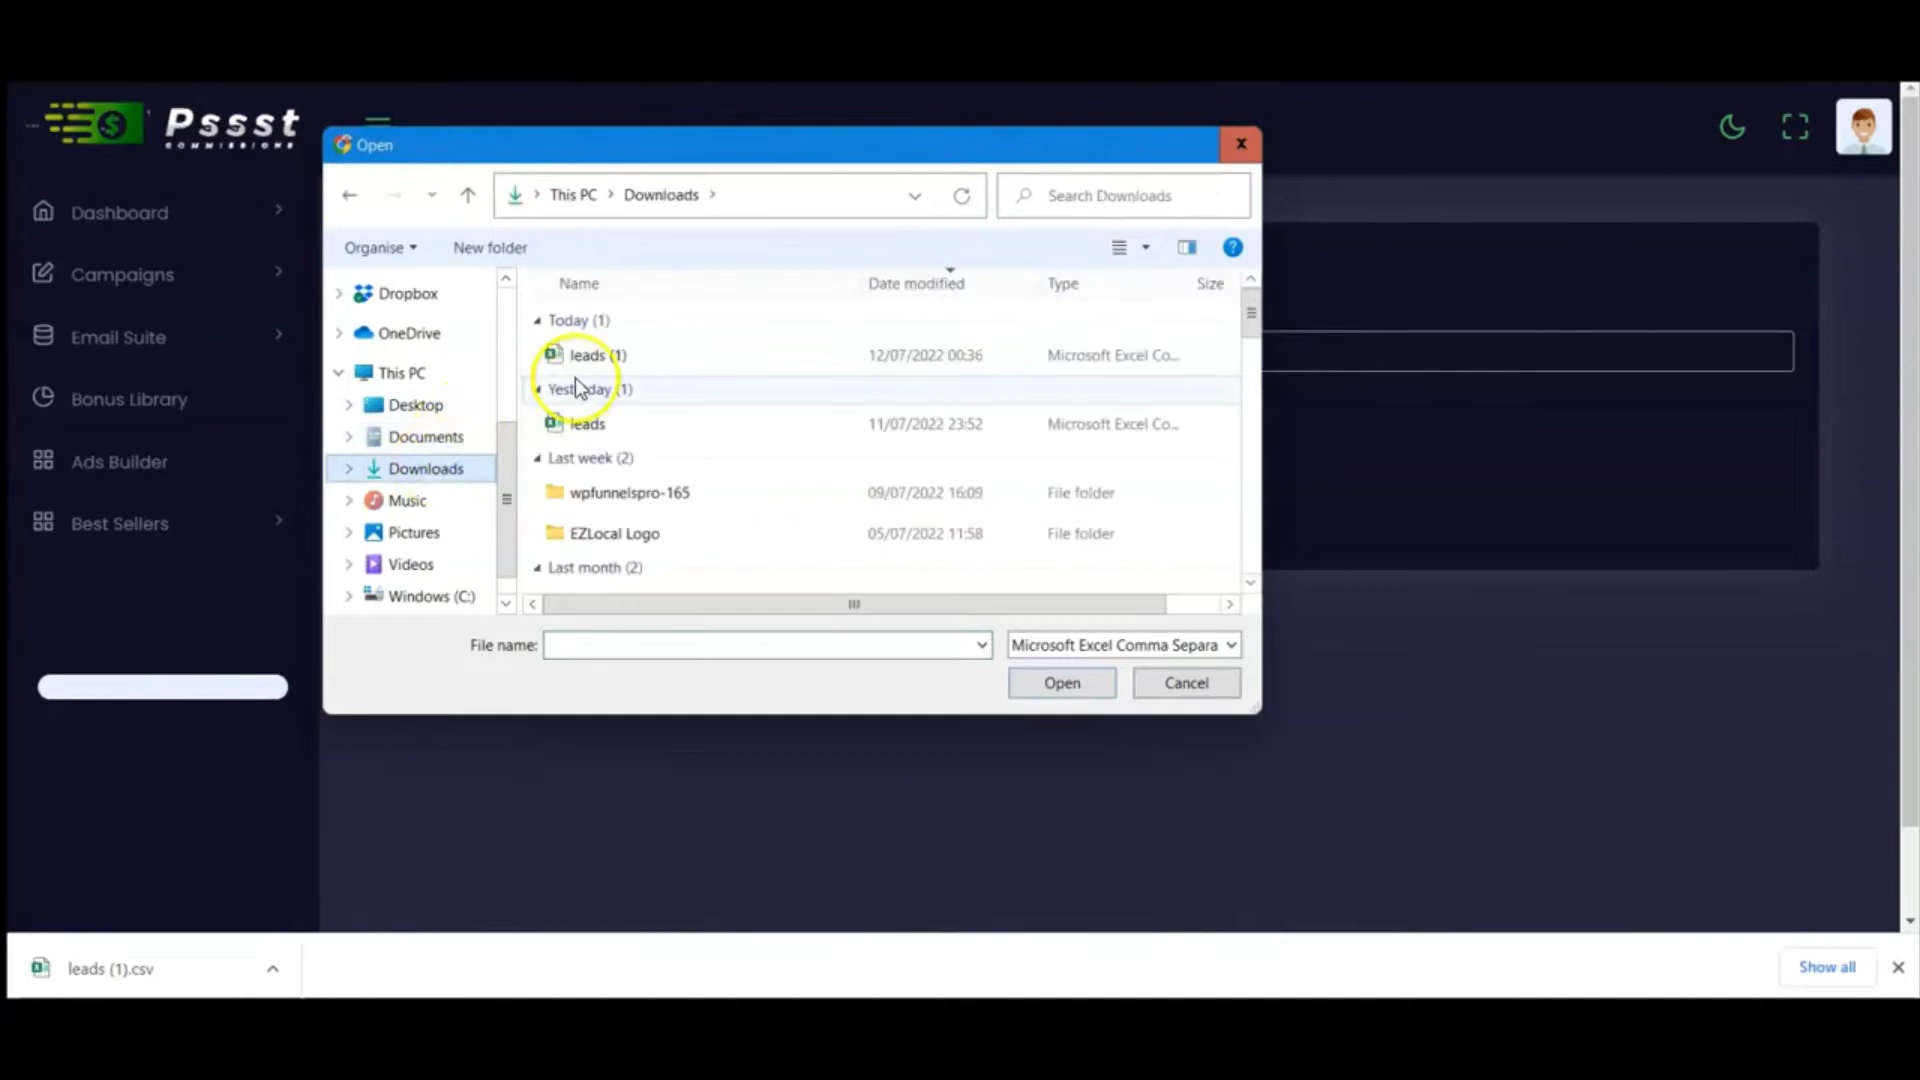 Pssst
COMMISSIONS
Open
This PC
Downloads
Search Downloads
Organise
New folder
Name
Date modified
Type
Size
Dropbox
OneDrive
This PC
Desktop
Documents
Downloads
Music
Pictures
Videos
Windows (C:)
Today (1)
leads (1)
12/07/2022 00:36
Microsoft Excel Co...
Yesterday (1)
leads
11/07/2022 23:52
Microsoft Excel Co...
Last week (2)
wpfunnelspro-165
09/07/2022 16:09
File folder
EZLocal Logo
05/07/2022 11:58
File folder
Last month (2)
File name:
Microsoft Excel Comma Separa
Open
Cancel
Dashboard
Campaigns
Email Suite
Bonus Library
Ads Builder
Best Sellers
leads (1).csv
Show all